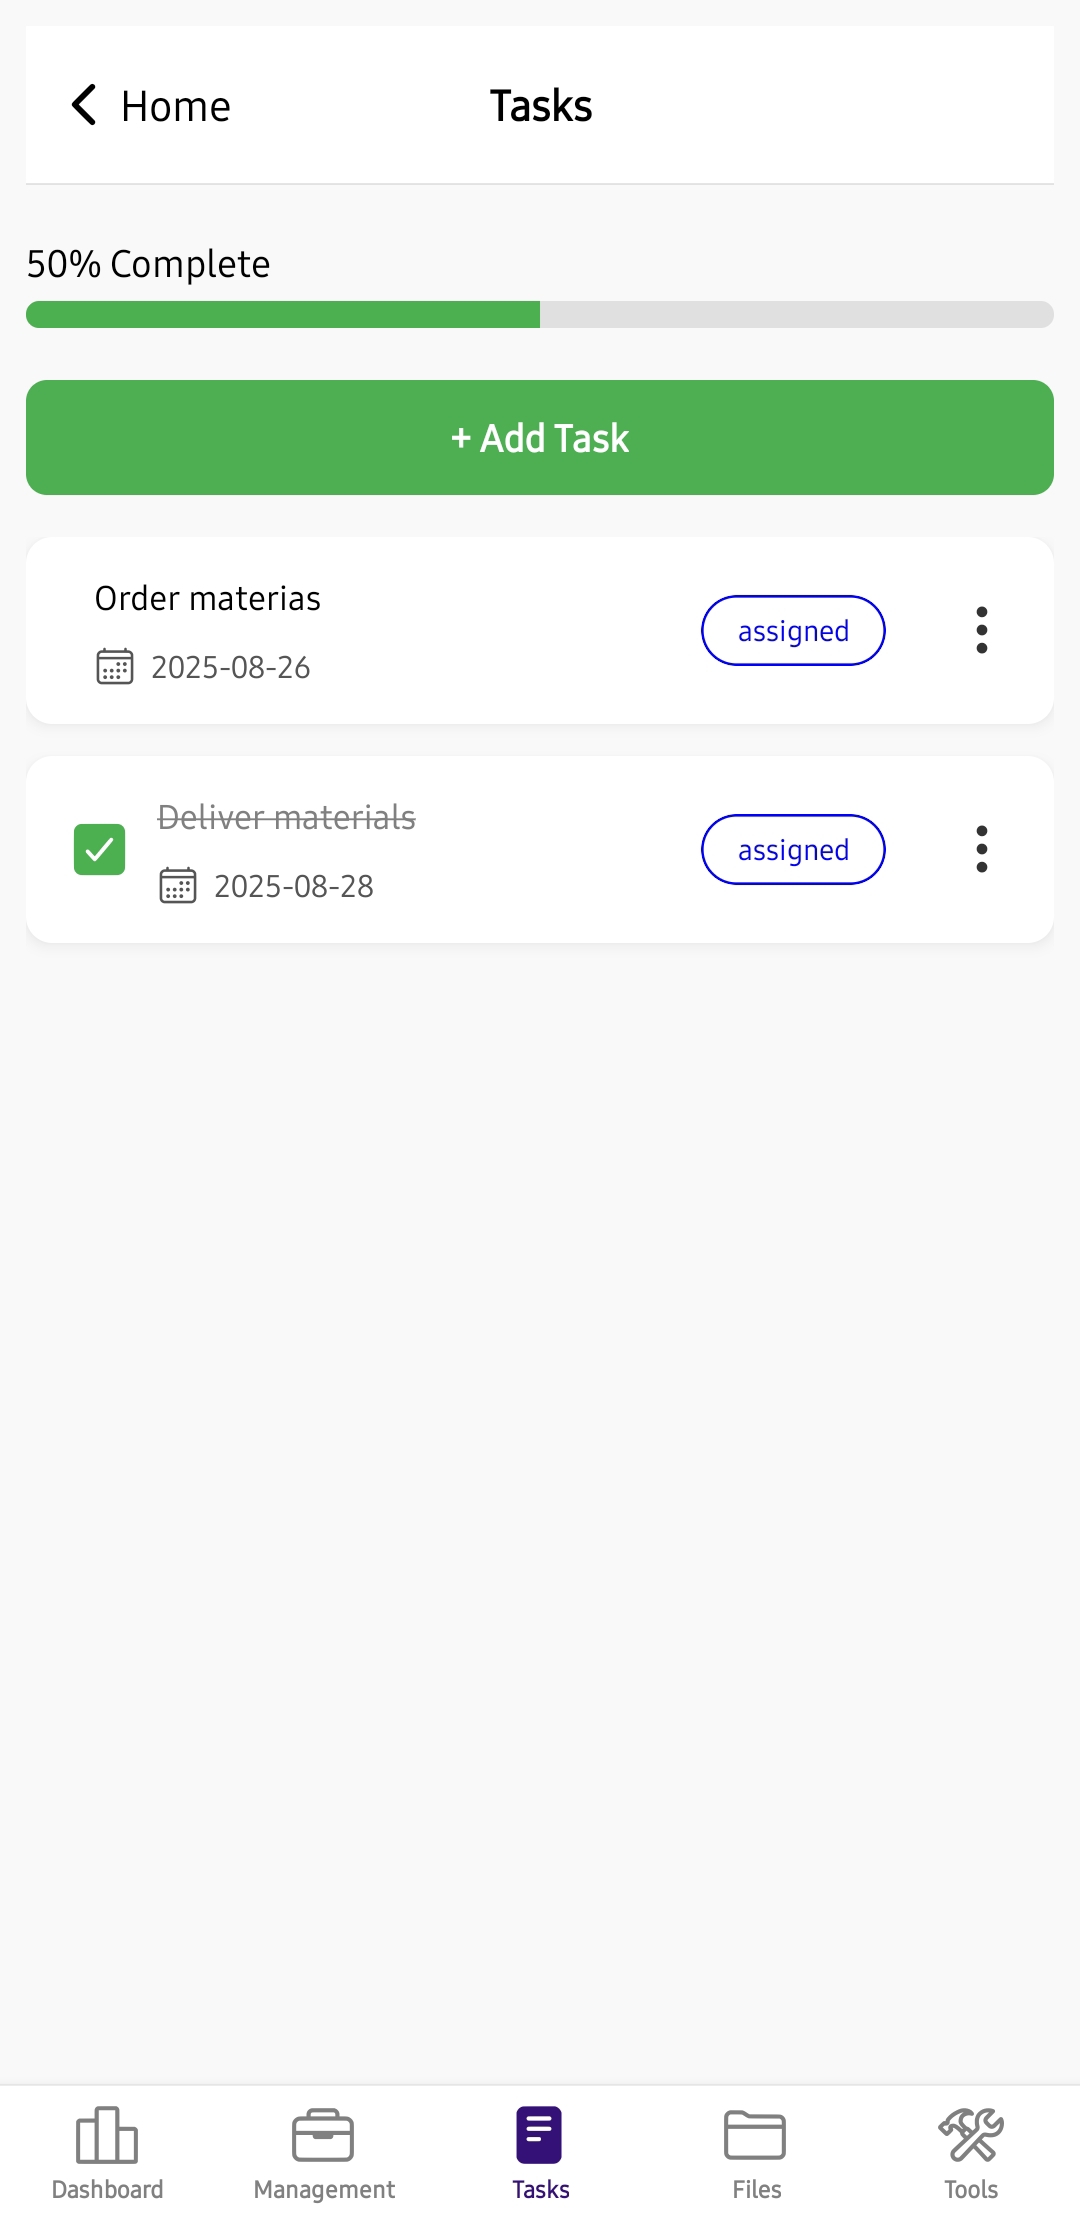 Home
Tasks
50% Complete
+ Add Task
Order materias
assigned
2025-08-26
Deliver materials
assigned
2025-08-28
Dashboard
Management
Tasks
Files
Tools